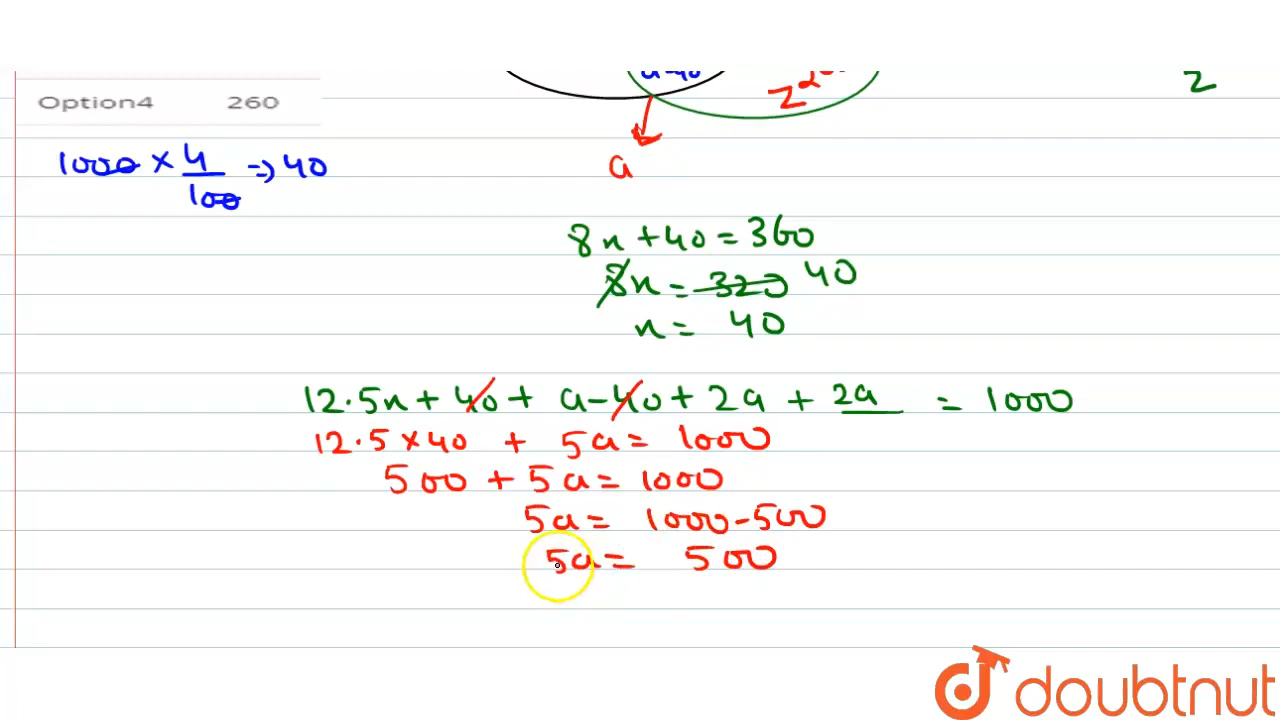 Option4 260
a-40
Z
Z
1000 × 4/100 => 40
a
8n + 40 = 360
8n = 320 40
n = 40
12.5n + 40 + a - 40 + 2a + 2a = 1000
12.5 × 40 + 5a = 1000
500 + 5a = 1000
5a = 1000 - 500
5a = 500
doubtnut